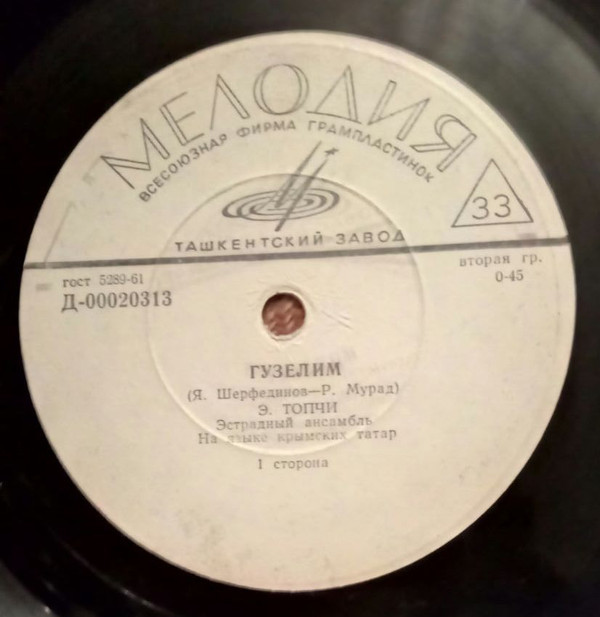 МЕЛОДИЯ
ВСЕСОЮЗНАЯ ФИРМА ГРАМПЛАСТИНОК
33
ТАШКЕНТСКИЙ ЗАВОД
гост 5289-61
вторая гр.
Д-00020313
0-45
ГУЗЕЛИМ
(Я. Шерфединов—Р. Мурад)
Э. ТОПЧИ
Эстрадный ансамбль
На языке крымских татар
I сторона